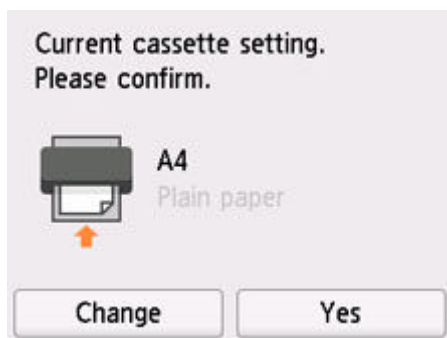 Current cassette setting.
Please confirm.
A4
Plain paper
Change
Yes